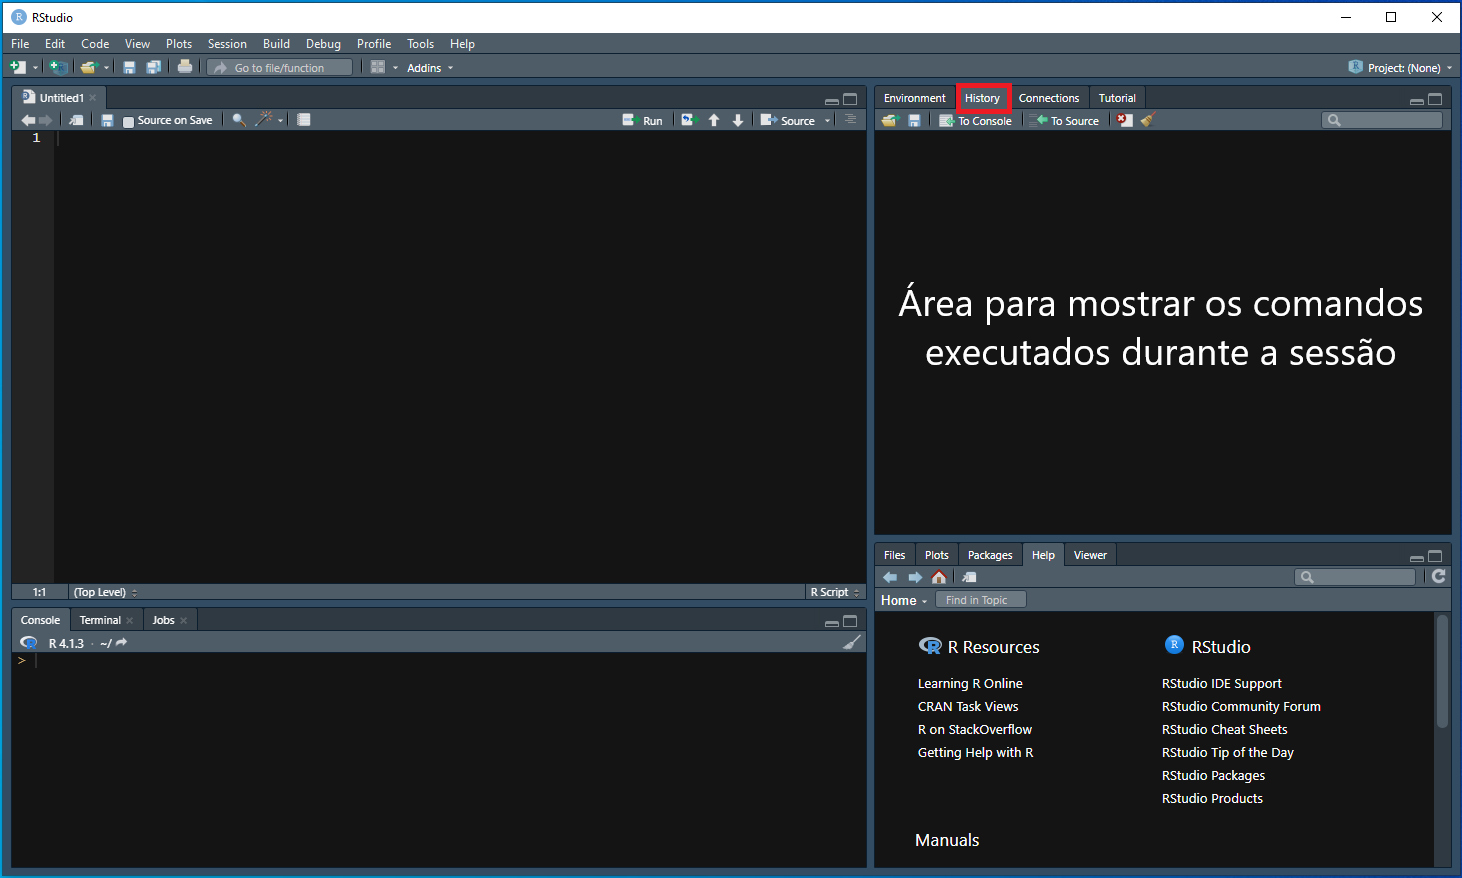 RStudio
File Edit Code View Plots Session Build Debug Profile Tools Help
Go to file/function Addins Project: (None)
Untitled1
Source on Save Run Source
1
1:1 (Top Level) R Script
Console Terminal Jobs
R 4.1.3 · ~/
>
Environment History Connections Tutorial
To Console To Source
Área para mostrar os comandos
executados durante a sessão
Files Plots Packages Help Viewer
Home Find in Topic
R Resources
Learning R Online
CRAN Task Views
R on StackOverflow
Getting Help with R
RStudio
RStudio IDE Support
RStudio Community Forum
RStudio Cheat Sheets
RStudio Tip of the Day
RStudio Packages
RStudio Products
Manuals